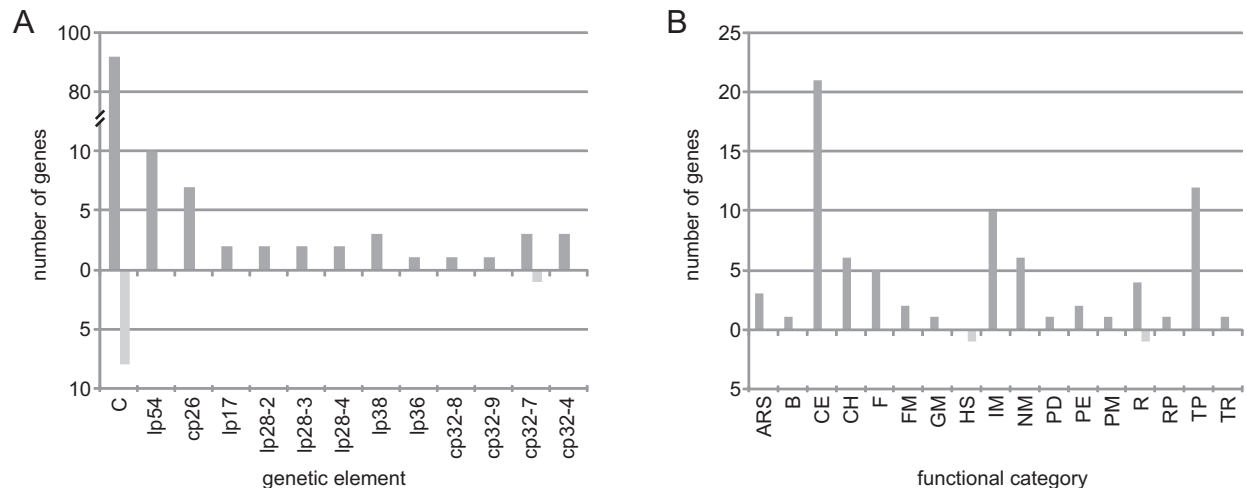 A
number of genes
100
80
10
5
0
5
10
C
lp54
cp26
lp17
lp28-2
lp28-3
lp28-4
lp38
lp36
cp32-8
cp32-9
cp32-7
cp32-4
genetic element
B
number of genes
25
20
15
10
5
0
5
ARS
B
CE
CH
F
FM
GM
HS
IM
NM
PD
PE
PM
R
RP
TP
TR
functional category